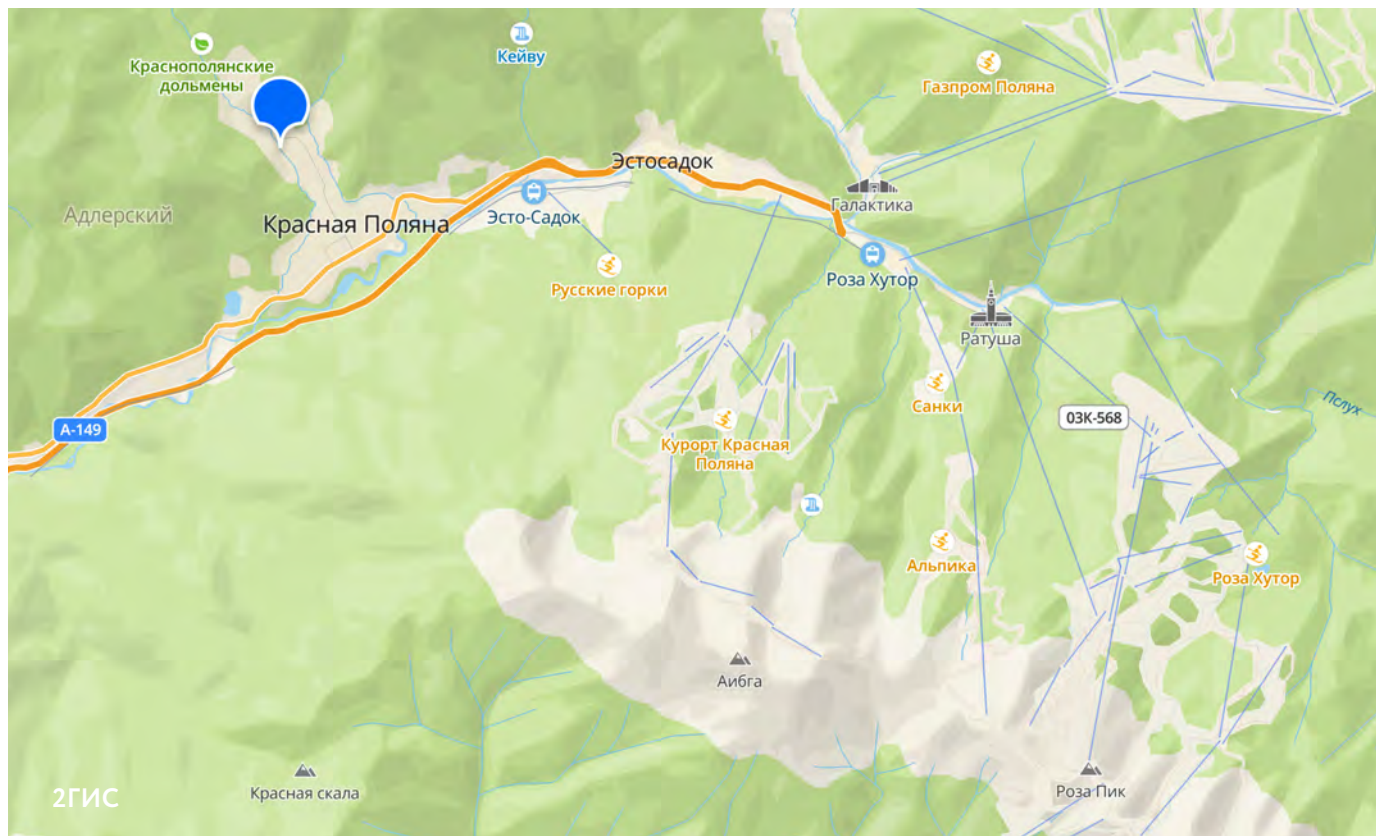 Краснополянские
дольмены
Кейву
Газпром Поляна
Эстосадок
Адлерский
Красная Поляна
Эсто-Садок
Галактика
Русские горки
Роза Хутор
Ратуша
Санки
Пслух
03К-568
А-149
Курорт Красная
Поляна
Альпика
Роза Хутор
Аибга
Красная скала
Роза Пик
2ГИС